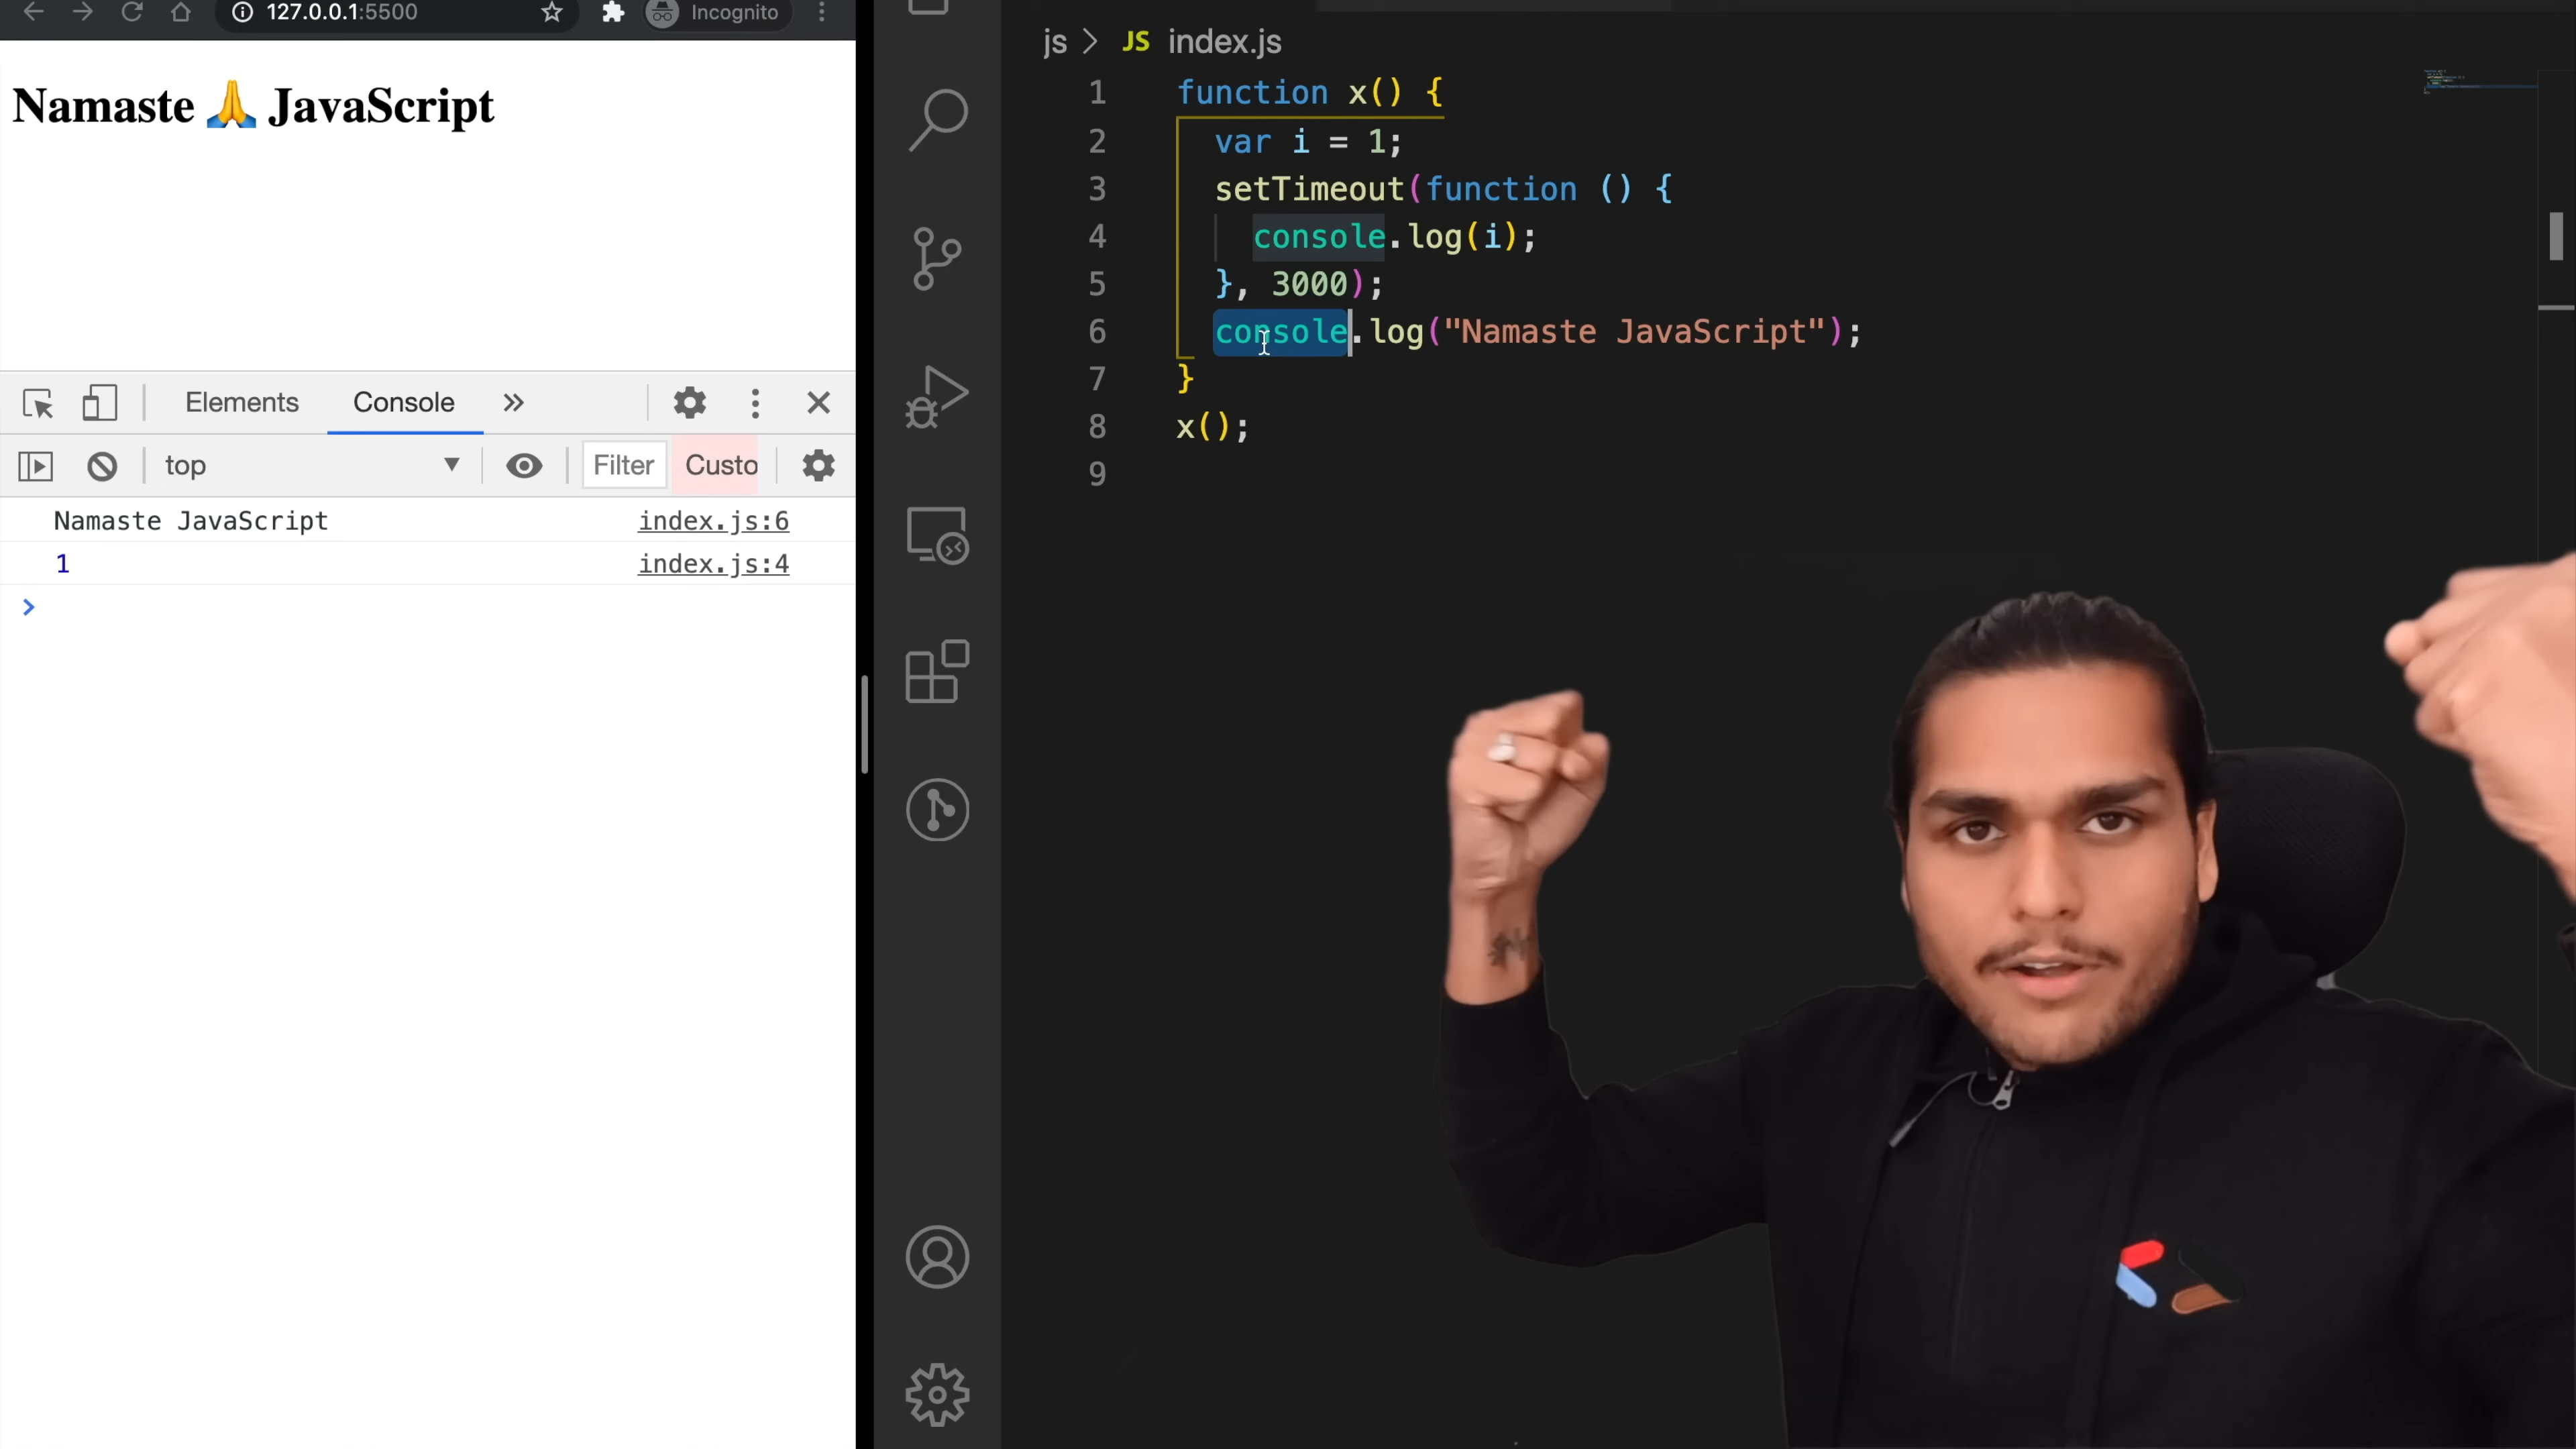 127.0.0.1:5500
Incognito
Namaste 🙏 JavaScript
Elements Console
top Filter Custo
Namaste JavaScript index.js:6
1 index.js:4
js > JS index.js
1 function x() {
2 var i = 1;
3 setTimeout(function () {
4 console.log(i);
5 }, 3000);
6 console.log("Namaste JavaScript");
7 }
8 x();
9